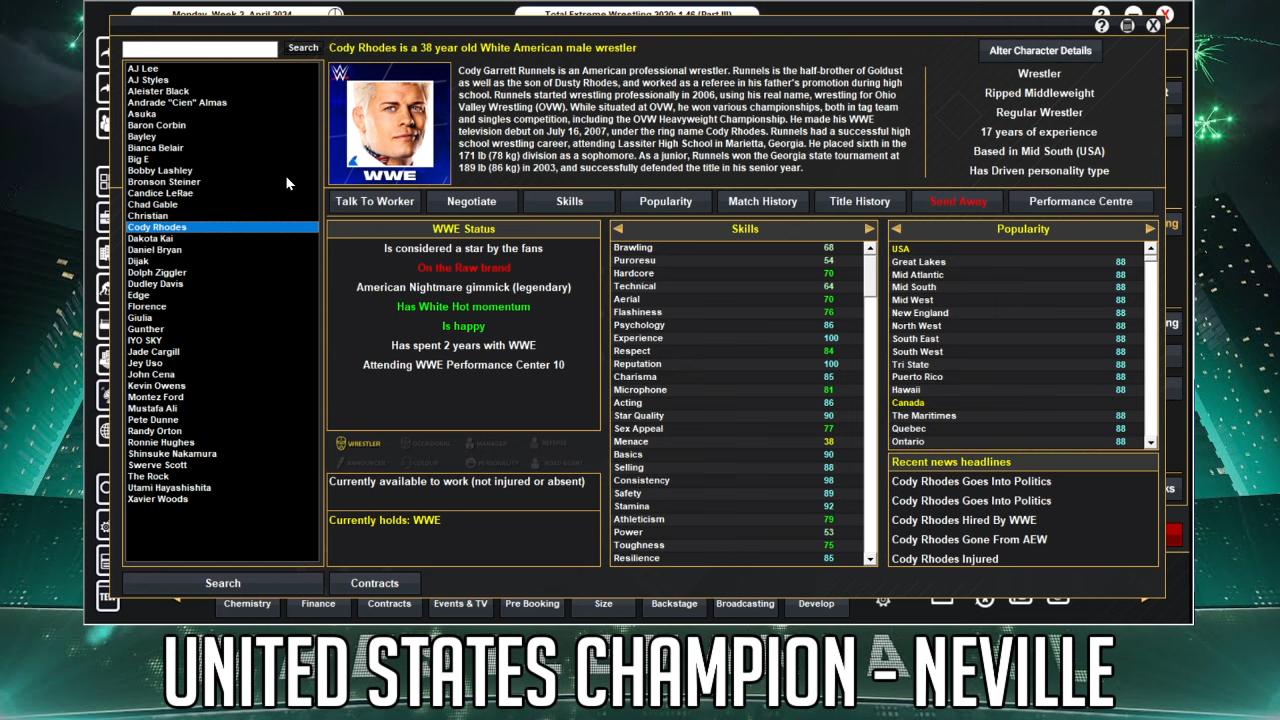 Monday, Week 2, April 2024
Total Extreme Wrestling 2020: 1.46 (Part III)
Search
Cody Rhodes is a 38 year old White American male wrestler
Alter Character Details
AJ Lee
AJ Styles
Aleister Black
Andrade "Cien" Almas
Asuka
Baron Corbin
Bayley
Bianca Belair
Big E
Bobby Lashley
Bronson Steiner
Candice LeRae
Chad Gable
Christian
Cody Rhodes
Dakota Kai
Daniel Bryan
Dijak
Dolph Ziggler
Dudley Davis
Edge
Florence
Giulia
Gunther
IYO SKY
Jade Cargill
Jey Uso
John Cena
Kevin Owens
Montez Ford
Mustafa Ali
Pete Dunne
Randy Orton
Ronnie Hughes
Shinsuke Nakamura
Swerve Scott
The Rock
Utami Hayashishita
Xavier Woods
WWE
Cody Garrett Runnels is an American professional wrestler. Runnels is the half-brother of Goldust
as well as the son of Dusty Rhodes, and worked as a referee in his father's promotion during high
school. Runnels started wrestling professionally in 2006, using his real name, wrestling for Ohio
Valley Wrestling (OVW). While situated at OVW, he won various championships, both in tag team
and singles competition, including the OVW Heavyweight Championship. He made his WWE
television debut on July 16, 2007, under the ring name Cody Rhodes. Runnels had a successful high
school wrestling career, attending Lassiter High School in Marietta, Georgia. He placed sixth in the
171 lb (78 kg) division as a sophomore. As a junior, Runnels won the Georgia state tournament at
189 lb (86 kg) in 2003, and successfully defended the title in his senior year.
Wrestler
Ripped Middleweight
Regular Wrestler
17 years of experience
Based in Mid South (USA)
Has Driven personality type
Talk To Worker
Negotiate
Skills
Popularity
Match History
Title History
Send Away
Performance Centre
WWE Status
Is considered a star by the fans
On the Raw brand
American Nightmare gimmick (legendary)
Has White Hot momentum
Is happy
Has spent 2 years with WWE
Attending WWE Performance Center 10
WRESTLER
OCCASIONAL
MANAGER
REFEREE
ANNOUNCER
COLOUR
PERSONALITY
ROAD AGENT
Currently available to work (not injured or absent)
Currently holds: WWE
Skills
Brawling 68
Puroresu 54
Hardcore 70
Technical 64
Aerial 70
Flashiness 76
Psychology 86
Experience 100
Respect 84
Reputation 100
Charisma 85
Microphone 81
Acting 86
Star Quality 90
Sex Appeal 77
Menace 38
Basics 90
Selling 88
Consistency 98
Safety 89
Stamina 92
Athleticism 79
Power 53
Toughness 75
Resilience 85
Popularity
USA
Great Lakes 88
Mid Atlantic 88
Mid South 88
Mid West 88
New England 88
North West 88
South East 88
South West 88
Tri State 88
Puerto Rico 88
Hawaii 88
Canada
The Maritimes 88
Quebec 88
Ontario 88
Recent news headlines
Cody Rhodes Goes Into Politics
Cody Rhodes Goes Into Politics
Cody Rhodes Hired By WWE
Cody Rhodes Gone From AEW
Cody Rhodes Injured
Search
Contracts
Chemistry
Finance
Contracts
Events & TV
Pre Booking
Size
Backstage
Broadcasting
Develop
UNITED STATES CHAMPION - NEVILLE